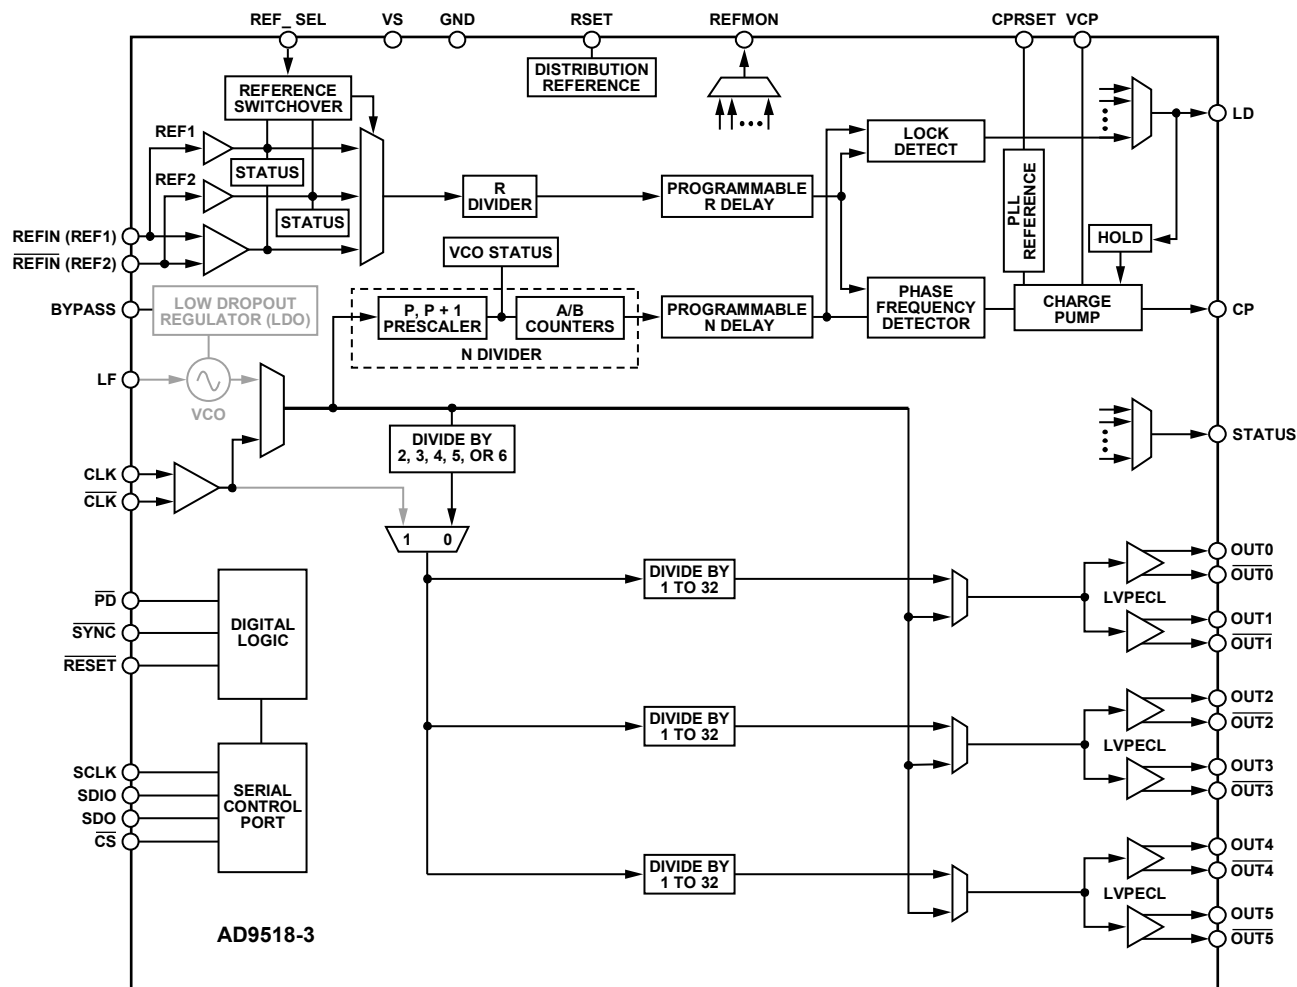 REF_ SEL
VS
GND
RSET
REFMON
CPRSET
VCP
REFERENCE
SWITCHOVER
DISTRIBUTION
REFERENCE
REF1
REF2
STATUS
STATUS
REFIN (REF1)
REFIN (REF2)
BYPASS
LF
CLK
CLK
LOW DROPOUT
REGULATOR (LDO)
VCO
R
DIVIDER
PROGRAMMABLE
R DELAY
LOCK
DETECT
PLL
REFERENCE
HOLD
LD
VCO STATUS
P, P + 1
PRESCALER
A/B
COUNTERS
N DIVIDER
PROGRAMMABLE
N DELAY
PHASE
FREQUENCY
DETECTOR
CHARGE
PUMP
CP
STATUS
DIVIDE BY
2, 3, 4, 5, OR 6
1 0
PD
SYNC
RESET
DIGITAL
LOGIC
SCLK
SDIO
SDO
CS
SERIAL
CONTROL
PORT
DIVIDE BY
1 TO 32
LVPECL
OUT0
OUT0
OUT1
OUT1
DIVIDE BY
1 TO 32
LVPECL
OUT2
OUT2
OUT3
OUT3
DIVIDE BY
1 TO 32
LVPECL
OUT4
OUT4
OUT5
OUT5
AD9518-3